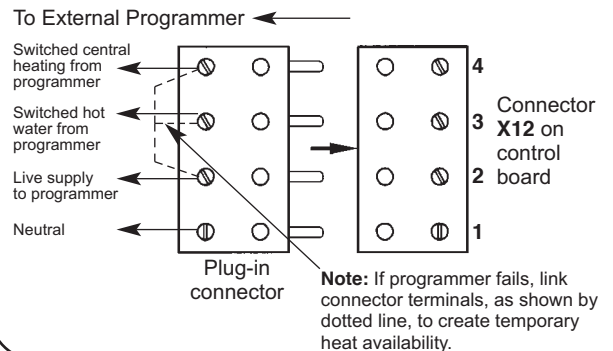 To External Programmer
Switched central
heating from
programmer
Switched hot
water from
programmer
Live supply
to programmer
Neutral
Plug-in
connector
4
3
2
1
Connector
X12 on
control
board
Note: If programmer fails, link
connector terminals, as shown by
dotted line, to create temporary
heat availability.